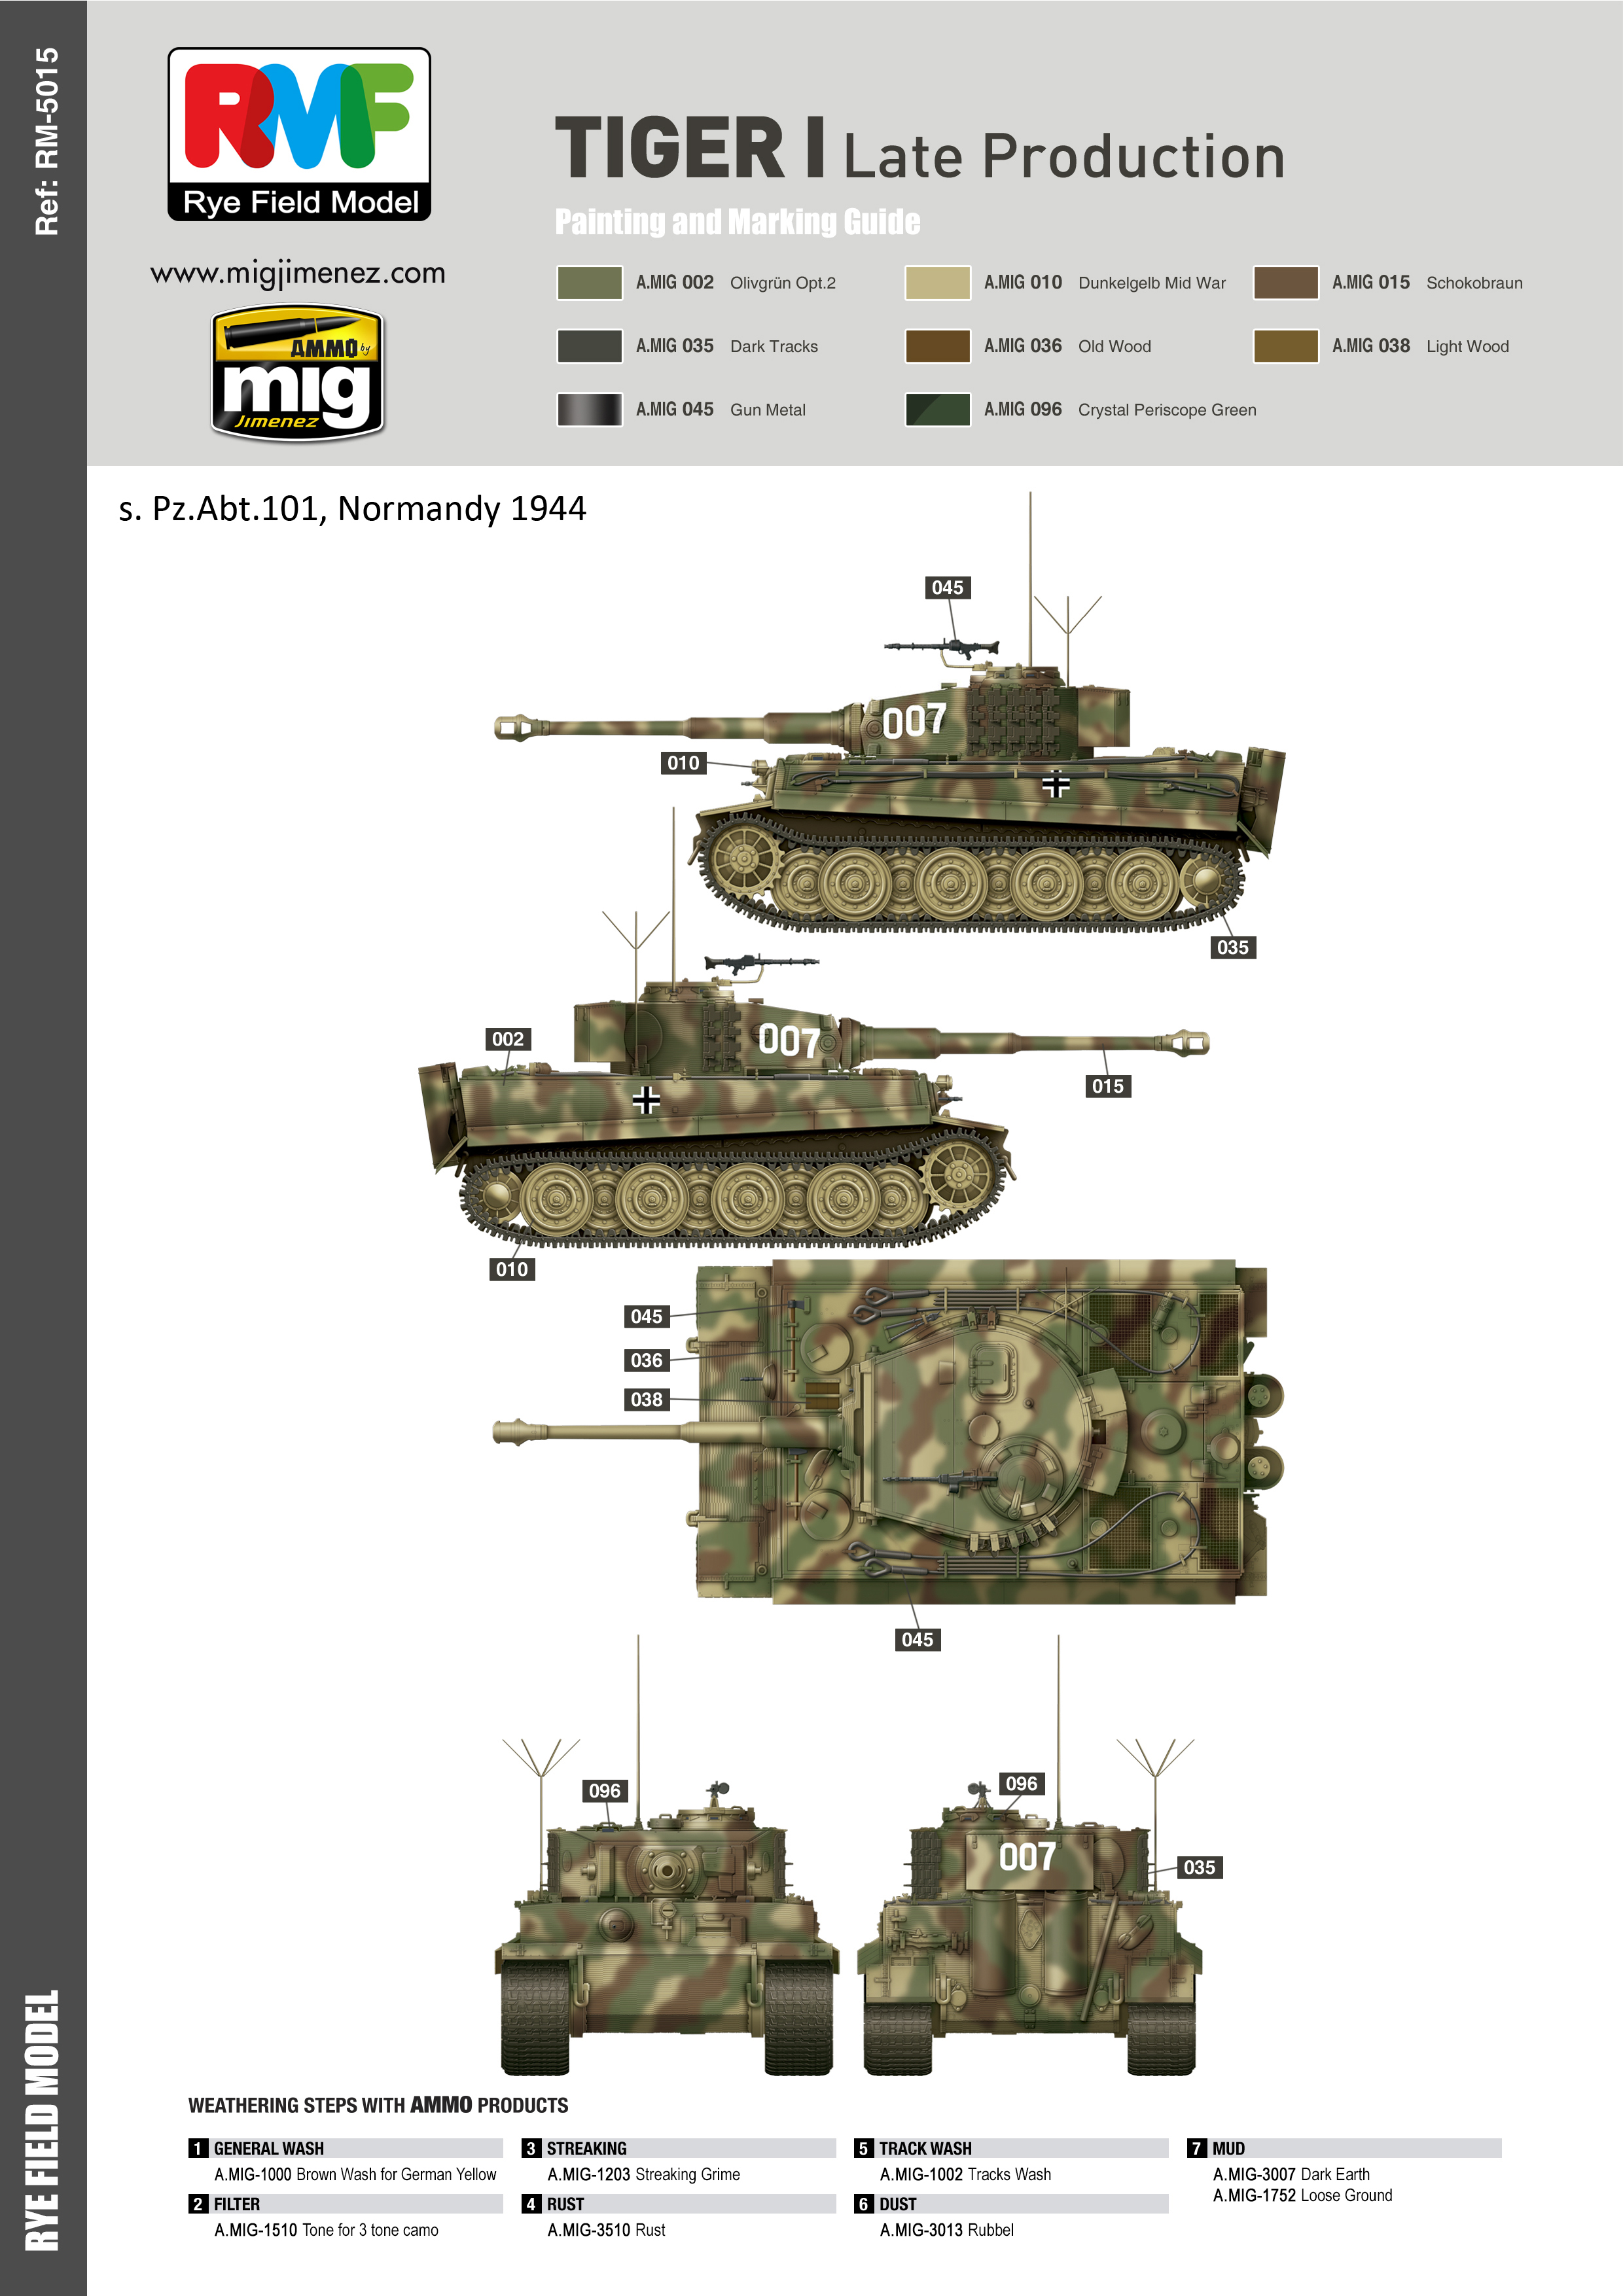 Ref: RM-5015
RMF
Rye Field Model
www.migjimenez.com
AMMO by
mig
Jimenez
TIGER I Late Production
Painting and Marking Guide
A.MIG 002 Olivgrün Opt.2
A.MIG 010 Dunkelgelb Mid War
A.MIG 015 Schokobraun
A.MIG 035 Dark Tracks
A.MIG 036 Old Wood
A.MIG 038 Light Wood
A.MIG 045 Gun Metal
A.MIG 096 Crystal Periscope Green
s. Pz.Abt.101, Normandy 1944
045
007
010
035
002
007
015
010
045
036
038
045
096
096
007
035
RYE FIELD MODEL
WEATHERING STEPS WITH AMMO PRODUCTS
1 GENERAL WASH
A.MIG-1000 Brown Wash for German Yellow
2 FILTER
A.MIG-1510 Tone for 3 tone camo
3 STREAKING
A.MIG-1203 Streaking Grime
4 RUST
A.MIG-3510 Rust
5 TRACK WASH
A.MIG-1002 Tracks Wash
6 DUST
A.MIG-3013 Rubbel
7 MUD
A.MIG-3007 Dark Earth
A.MIG-1752 Loose Ground